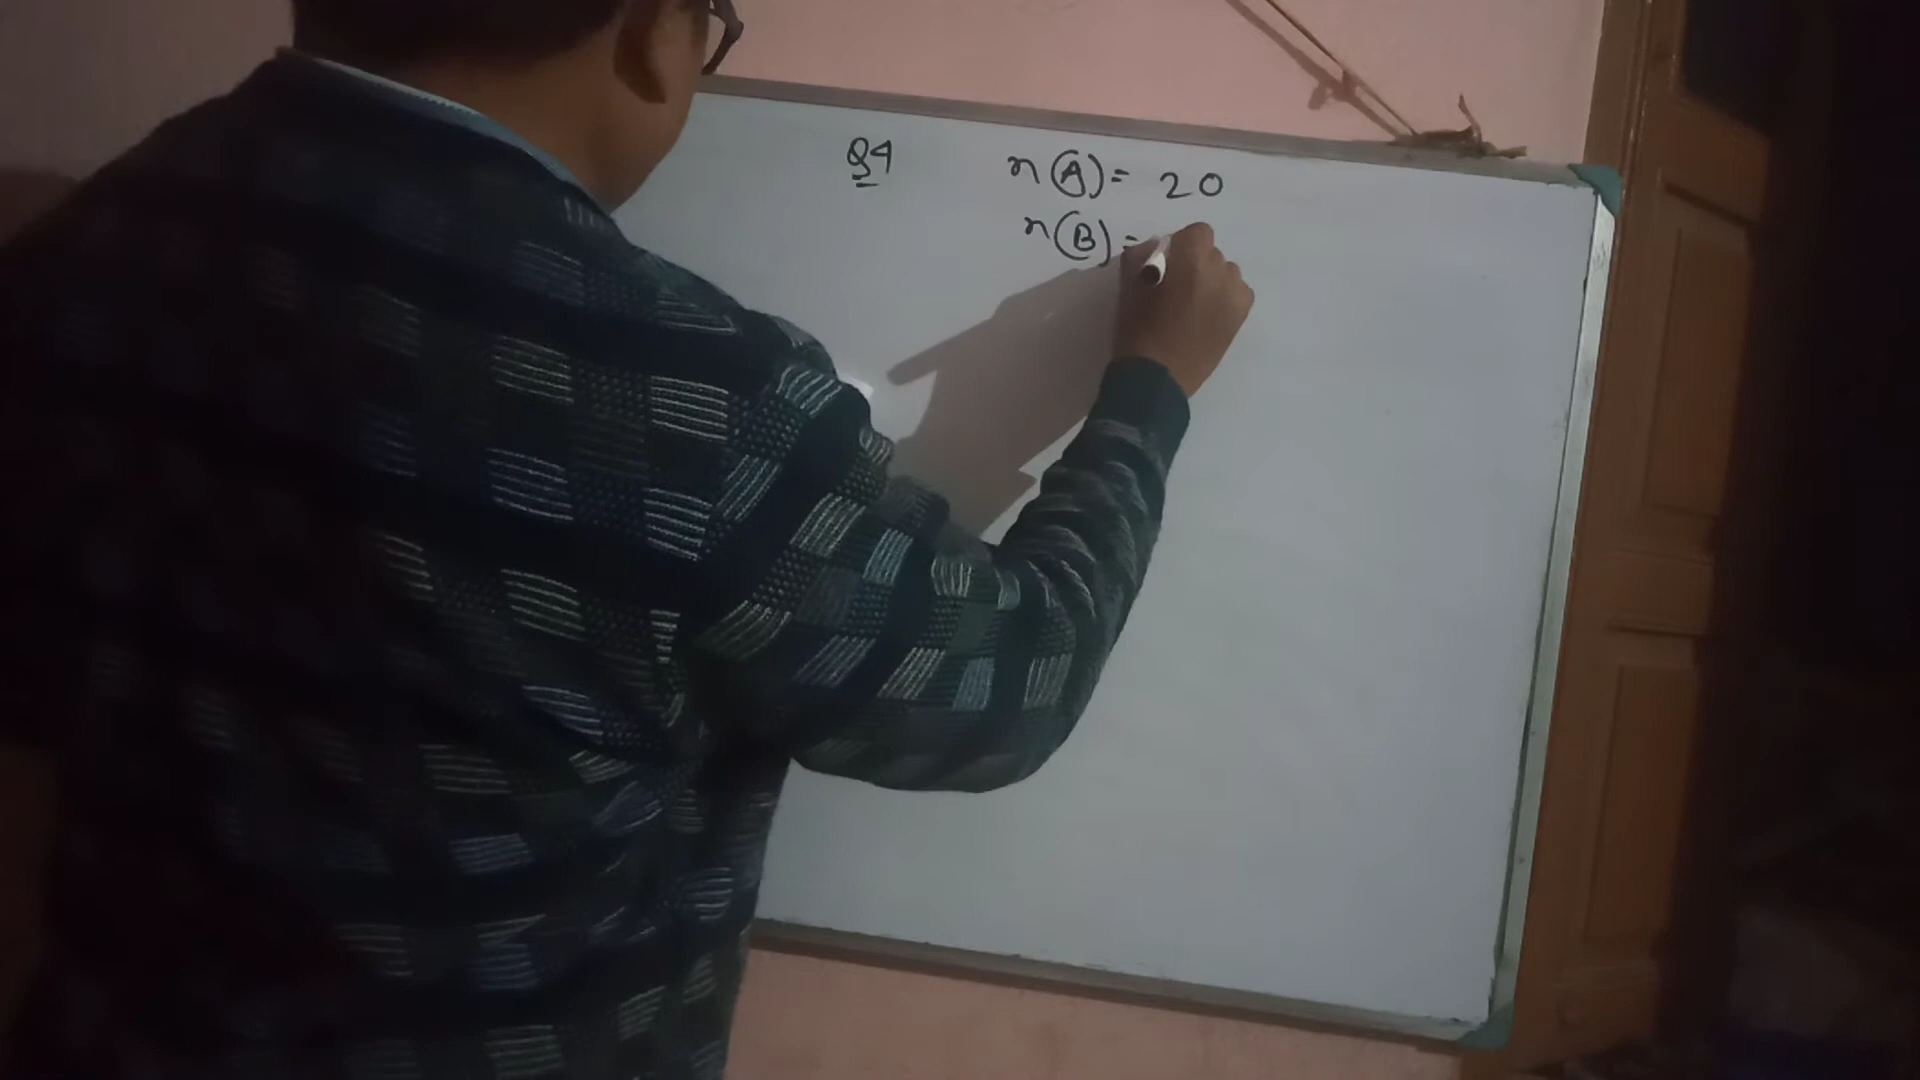 Q4
n(A) = 20
n(B) =